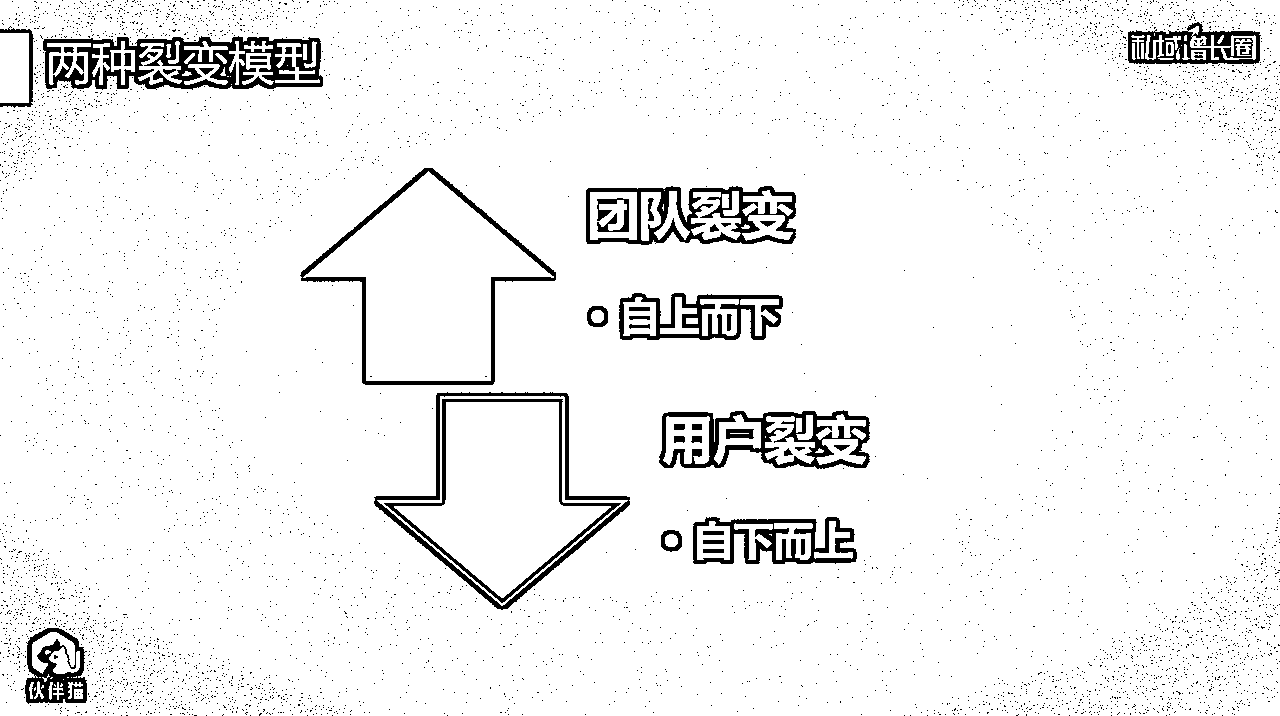 两种裂变模型
私域增长圈
团队裂变
自上而下
用户裂变
自下而上
伙伴猫